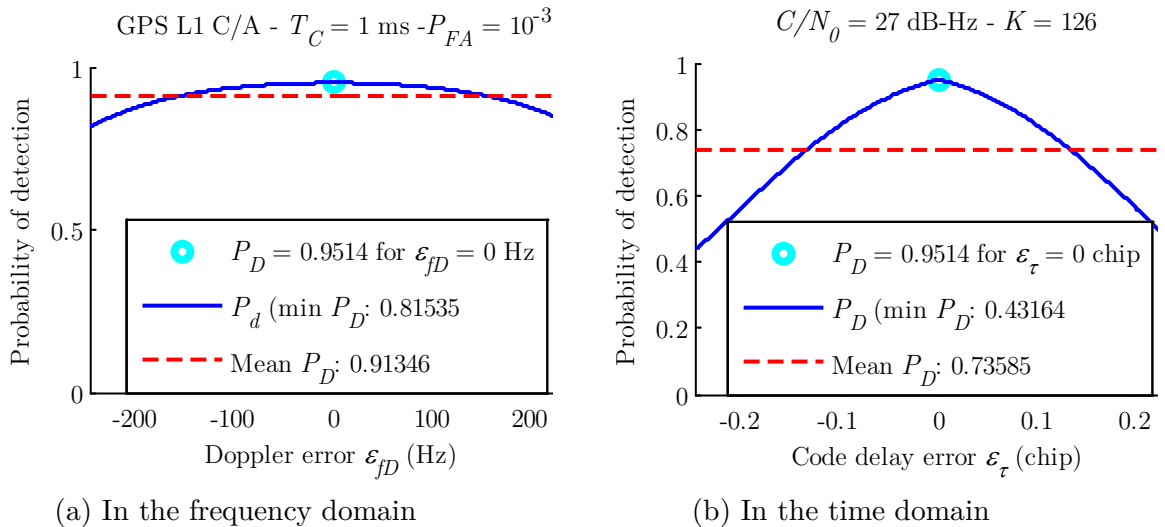 GPS L1 C/A - T_C = 1 ms -P_FA = 10^-3
Probability of detection
1
0.5
0
P_D = 0.9514 for ε_fD = 0 Hz
P_d (min P_D: 0.81535
Mean P_D: 0.91346
-200 -100 0 100 200
Doppler error ε_fD (Hz)
(a) In the frequency domain
C/N_0 = 27 dB-Hz - K = 126
Probability of detection
1
0.8
0.6
0.4
0.2
0
P_D = 0.9514 for ε_τ = 0 chip
P_D (min P_D: 0.43164
Mean P_D: 0.73585
-0.2 -0.1 0 0.1 0.2
Code delay error ε_τ (chip)
(b) In the time domain